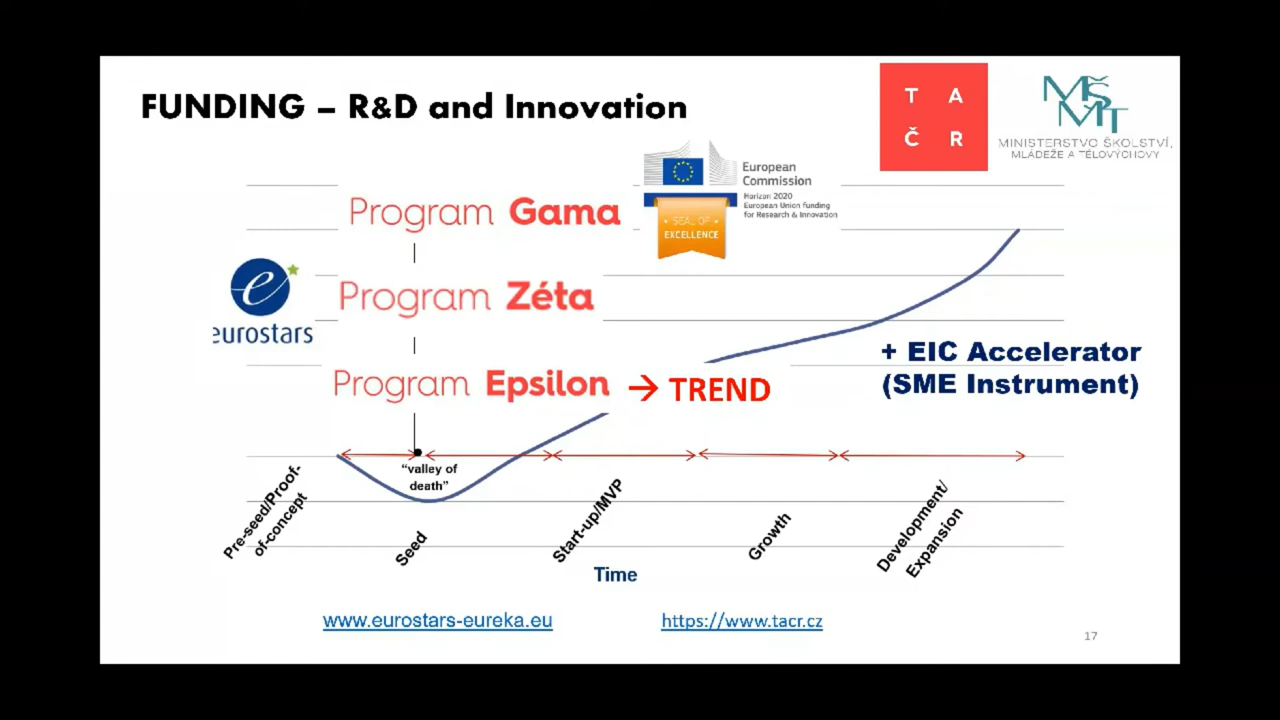 FUNDING – R&D and Innovation
T A
Č R
MŠ
MT
MINISTERSTVO ŠKOLSTVÍ,
MLÁDEŽE A TĚLOVÝCHOVY
European
Commission
Horizon 2020
European Union funding
for Research & Innovation
• SEAL OF •
EXCELLENCE
Program Gama
e
eurostars
Program Zéta
Program Epsilon → TREND
+ EIC Accelerator
(SME Instrument)
“valley of
death”
Pre-seed/Proof-
of-concept
Seed
Start-up/MVP
Growth
Development/
Expansion
Time
www.eurostars-eureka.eu
https://www.tacr.cz
17